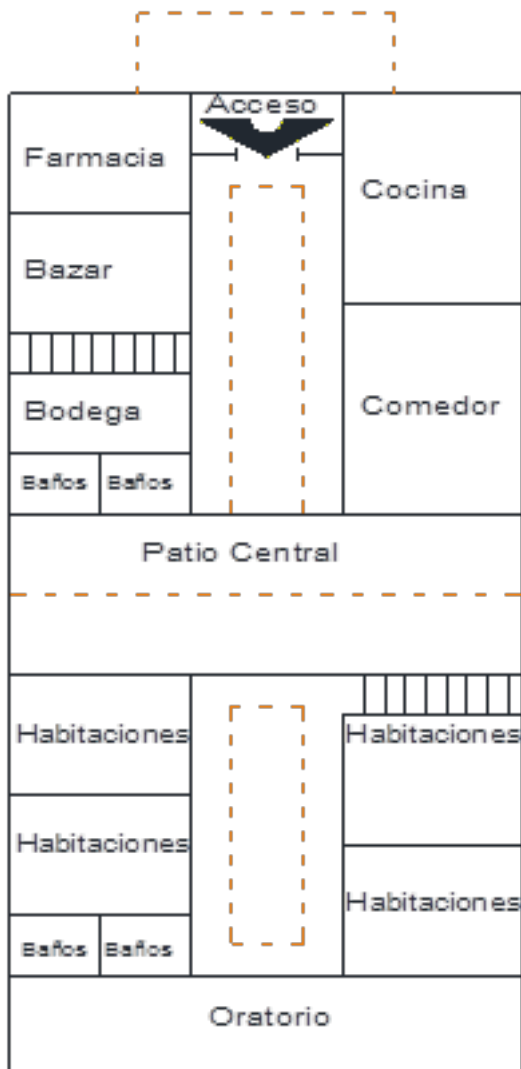 Acceso
Farmacia
Cocina
Bazar
Bodega
Comedor
Baños Baños
Patio Central
Habitaciones
Habitaciones
Habitaciones
Habitaciones
Baños Baños
Oratorio